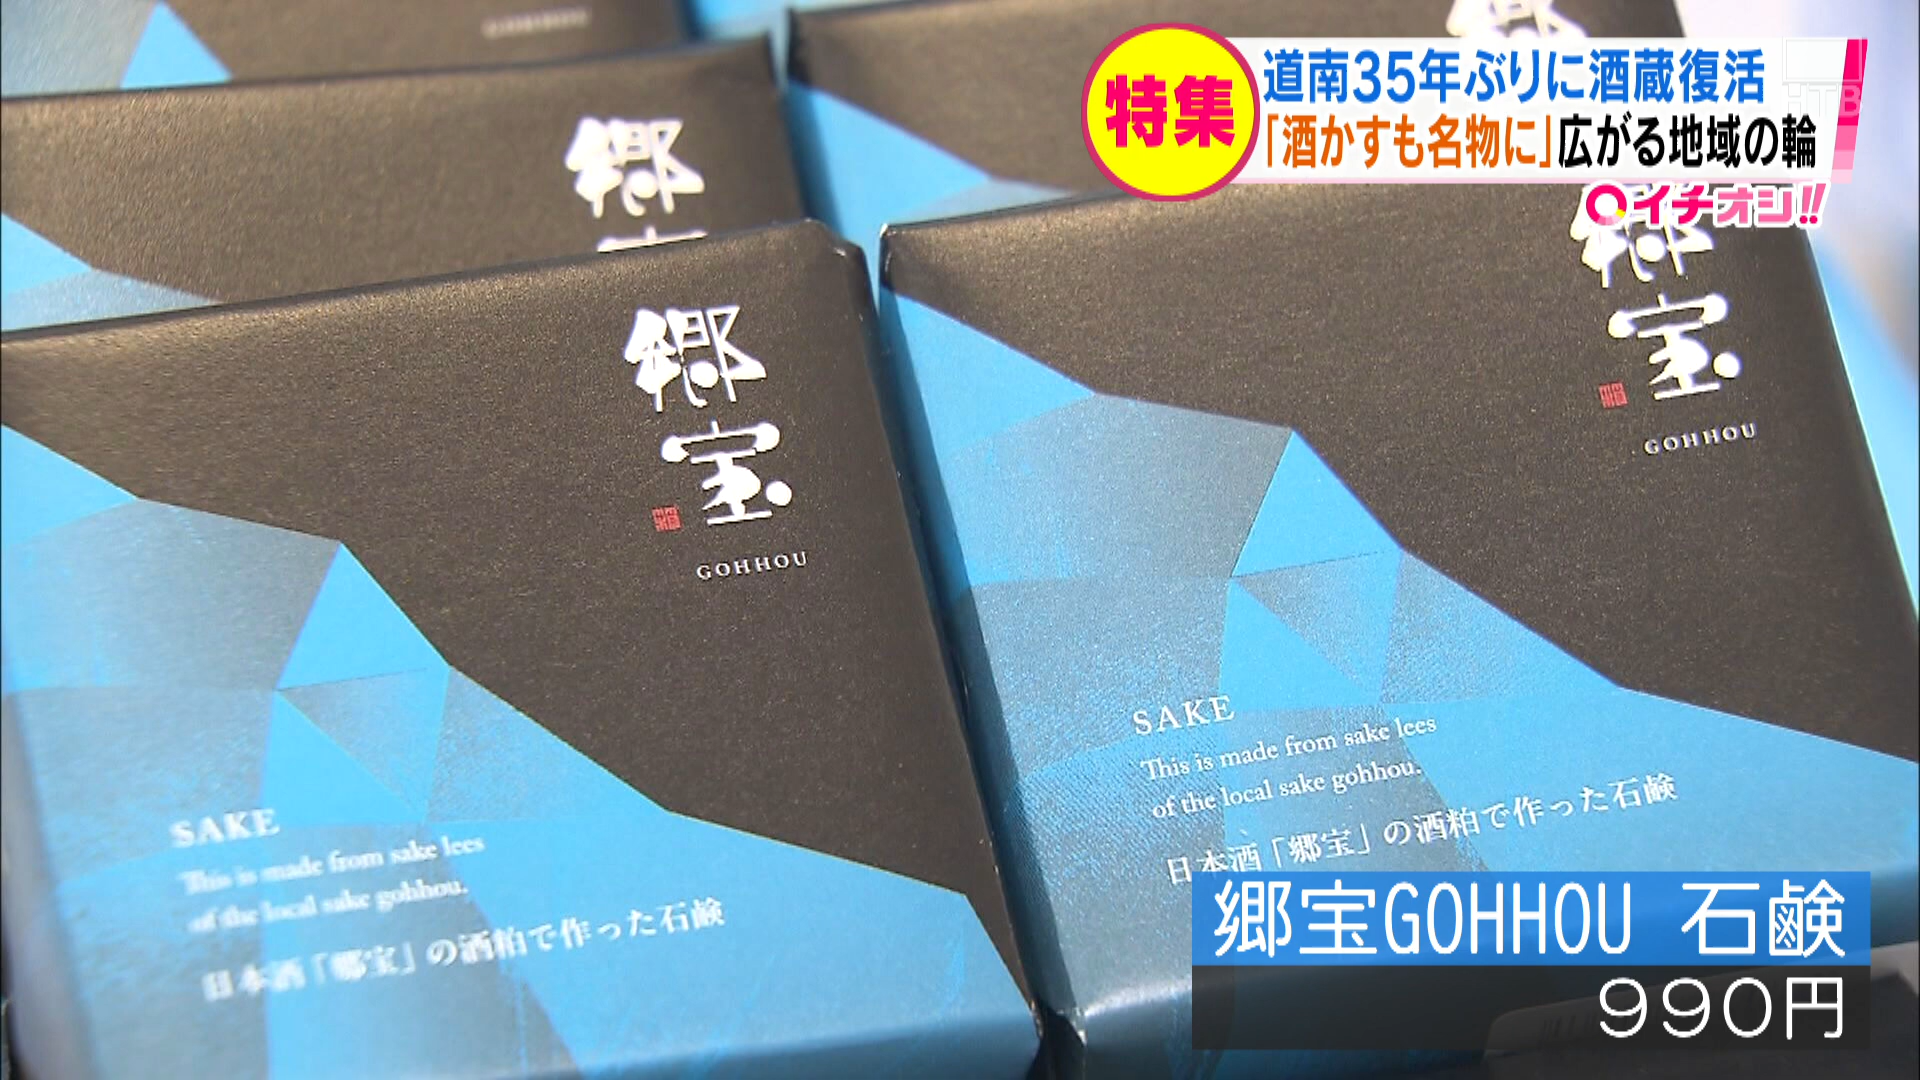 GOHHOU
特集
道南35年ぶりに酒蔵復活
「酒かすも名物に」広がる地域の輪
HTB
イチオシ!!
郷
郷宝
GOHHOU
郷宝
GOHHOU
SAKE
This is made from sake lees
of the local sake gohhou.
日本酒「郷宝」の酒粕で作った石鹸
SAKE
This is made from sake lees
of the local sake gohhou.
日本酒「郷宝」の酒粕で作った石鹸
郷宝GOHHOU 石鹸
990円